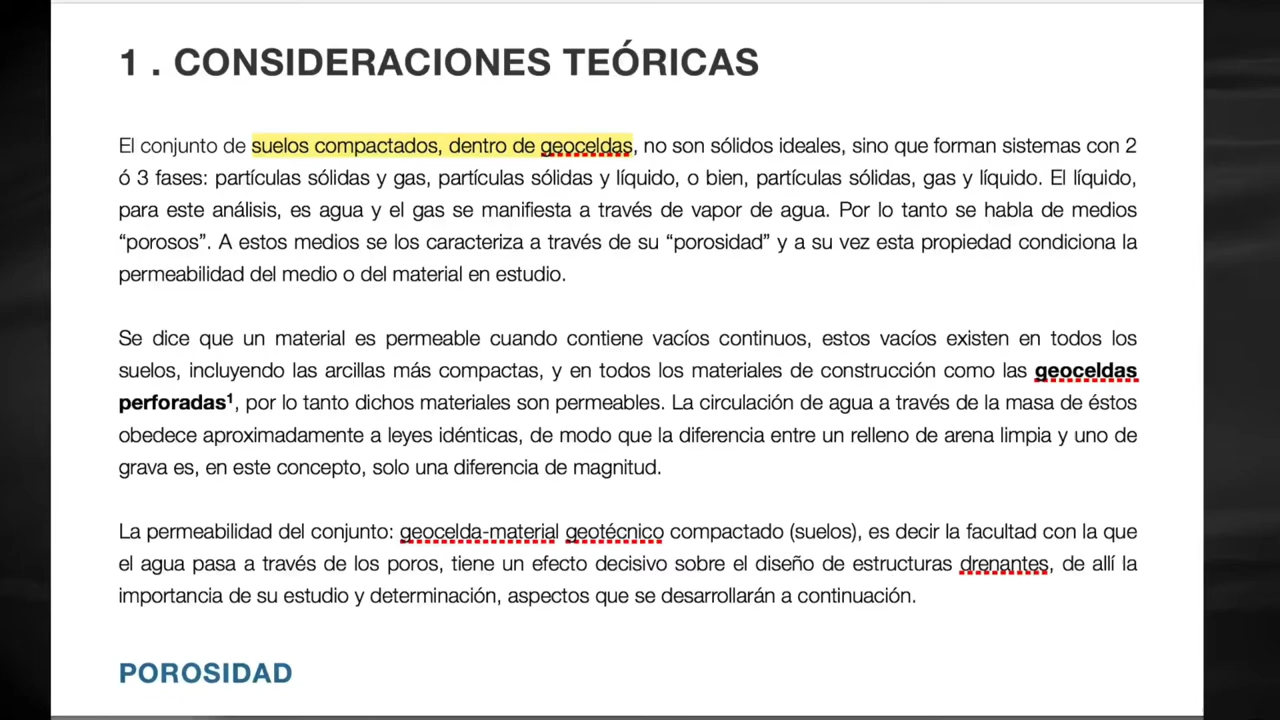 1 . CONSIDERACIONES TEÓRICAS
El conjunto de suelos compactados, dentro de geoceldas, no son sólidos ideales, sino que forman sistemas con 2
ó 3 fases: partículas sólidas y gas, partículas sólidas y líquido, o bien, partículas sólidas, gas y líquido. El líquido,
para este análisis, es agua y el gas se manifiesta a través de vapor de agua. Por lo tanto se habla de medios
“porosos”. A estos medios se los caracteriza a través de su “porosidad” y a su vez esta propiedad condiciona la
permeabilidad del medio o del material en estudio.
Se dice que un material es permeable cuando contiene vacíos continuos, estos vacíos existen en todos los
suelos, incluyendo las arcillas más compactas, y en todos los materiales de construcción como las geoceldas
perforadas¹, por lo tanto dichos materiales son permeables. La circulación de agua a través de la masa de éstos
obedece aproximadamente a leyes idénticas, de modo que la diferencia entre un relleno de arena limpia y uno de
grava es, en este concepto, solo una diferencia de magnitud.
La permeabilidad del conjunto: geocelda-material geotécnico compactado (suelos), es decir la facultad con la que
el agua pasa a través de los poros, tiene un efecto decisivo sobre el diseño de estructuras drenantes, de allí la
importancia de su estudio y determinación, aspectos que se desarrollarán a continuación.
POROSIDAD